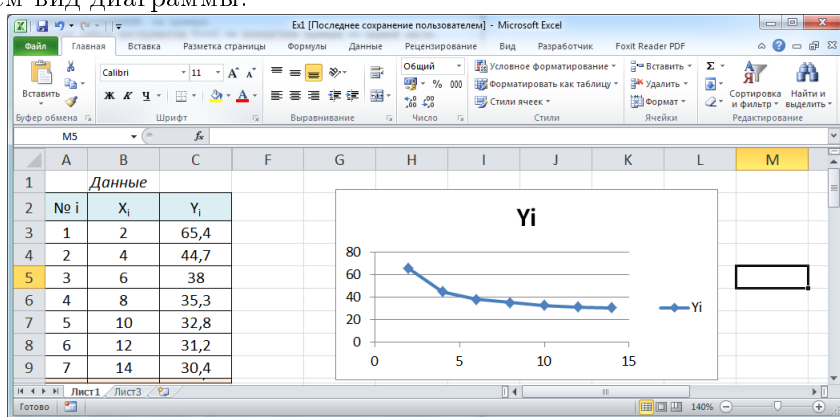 ем вид диаграммы.
Ex1 [Последнее сохранение пользователем] - Microsoft Excel
Файл Главная Вставка Разметка страницы Формулы Данные Рецензирование Вид Разработчик Foxit Reader PDF
Вставить
Calibri 11
Ж К Ч
Общий
% 000
Условное форматирование
Форматировать как таблицу
Стили ячеек
Вставить
Удалить
Формат
Σ
Сортировка и фильтр
Найти и выделить
Буфер обмена Шрифт Выравнивание Число Стили Ячейки Редактирование
M5 fx
A B C F G H I J K L M
1 Данные
2 № i Xi Yi
3 1 2 65,4
4 2 4 44,7
5 3 6 38
6 4 8 35,3
7 5 10 32,8
8 6 12 31,2
9 7 14 30,4
Yi
80
60
40
20
0
0 5 10 15
Yi
Лист1 Лист3
Готово 140%